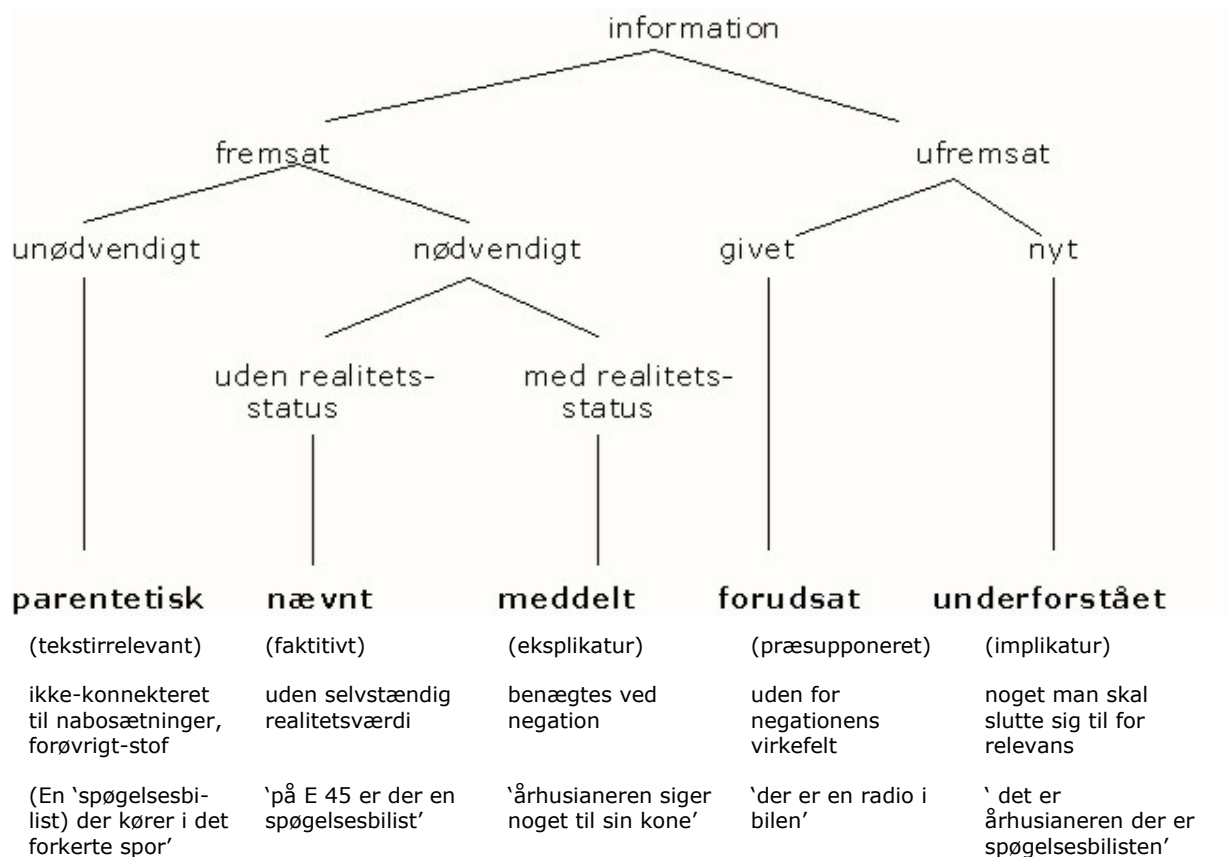 information
fremsat ufremsat
unødvendigt nødvendigt givet nyt
uden realitets- med realitets-
status status
parentetisk nævnt meddelt forudsat underforstået
(tekstirrelevant) (faktitivt) (eksplikatur) (præsupponeret) (implikatur)
ikke-konnekteret uden selvstændig benægtes ved uden for noget man skal
til nabosætninger, realitetsværdi negation negationens slutte sig til for
forøvrigt-stof virkefelt relevans
(En ‘spøgelsesbi- ‘på E 45 er der en ‘århusianeren siger ‘der er en radio i ‘ det er
list) der kører i det spøgelsesbilist’ noget til sin kone’ bilen’ århusianeren der er
forkerte spor’ spøgelsesbilisten’